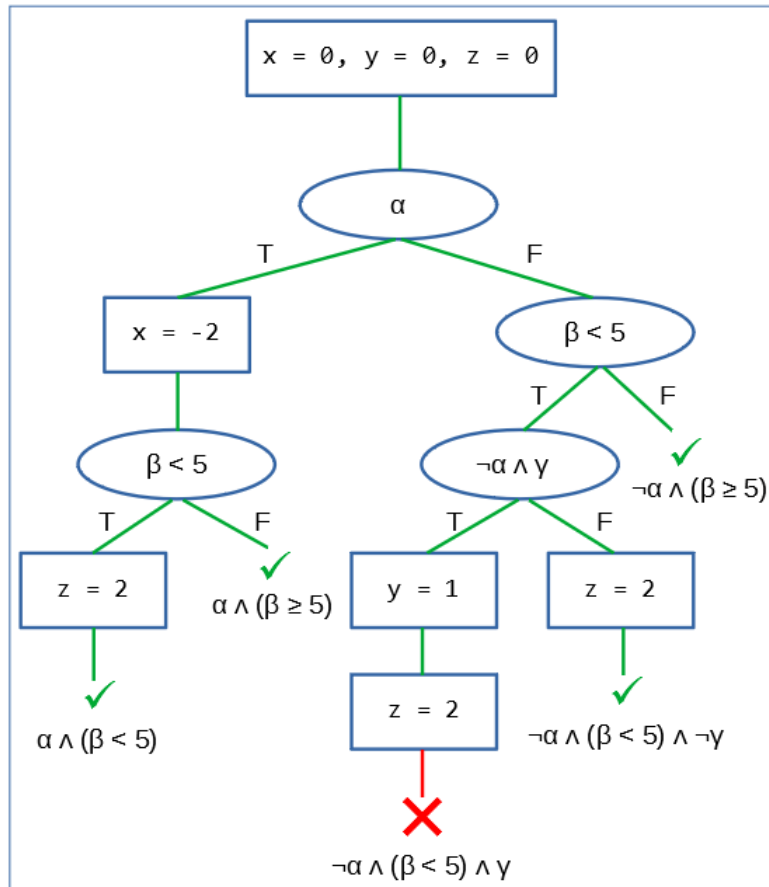 x = 0, y = 0, z = 0
α
T
F
x = -2
β < 5
T
F
β < 5
¬α ∧ γ
¬α ∧ (β ≥ 5)
T
F
T
F
z = 2
α ∧ (β ≥ 5)
y = 1
z = 2
z = 2
α ∧ (β < 5)
¬α ∧ (β < 5) ∧ ¬γ
¬α ∧ (β < 5) ∧ γ